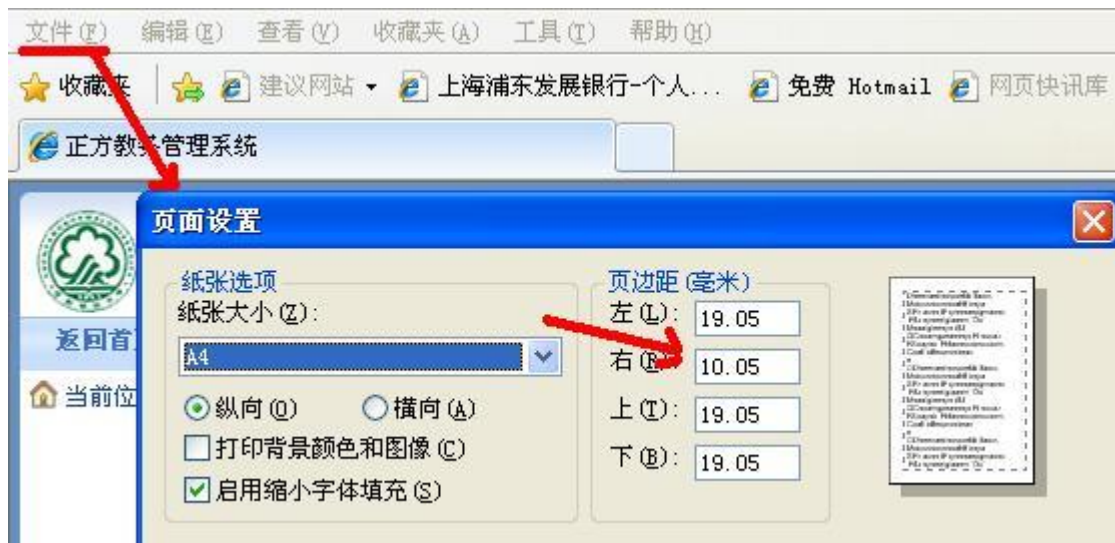 文件(F) 编辑(E) 查看(V) 收藏夹(A) 工具(T) 帮助(H)
收藏夹 建议网站 上海浦东发展银行-个人... 免费 Hotmail 网页快讯库
正方教务管理系统
页面设置
返回首
当前位
纸张选项
纸张大小(Z):
A4
纵向(O) 横向(A)
打印背景颜色和图像(C)
启用缩小字体填充(S)
页边距(毫米)
左(L): 19.05
右(R): 10.05
上(T): 19.05
下(B): 19.05